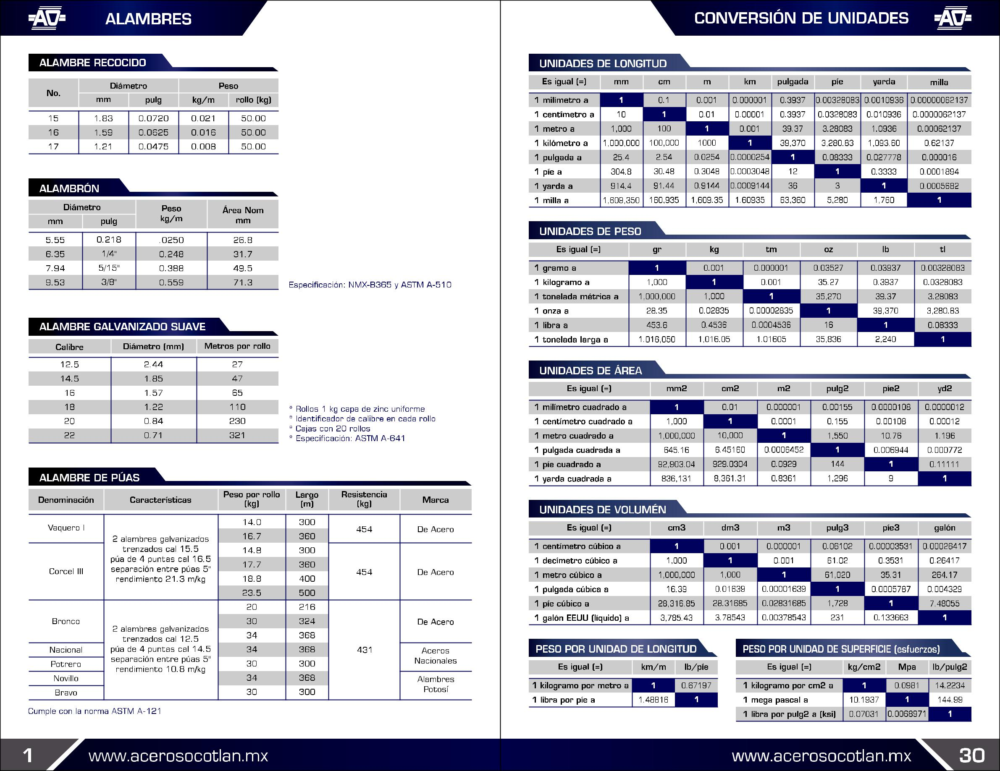 ALAMBRES
ALAMBRE RECOCIDO
No. Diámetro Peso
mm pulg kg/m rollo (kg)
15 1.83 0.0720 0.021 50.00
16 1.59 0.0625 0.016 50.00
17 1.21 0.0475 0.008 50.00
ALAMBRÓN
Diámetro Peso kg/m Área Nom mm
mm pulg
5.55 0.218 .0250 26.8
6.35 1/4" 0.248 31.7
7.94 5/15" 0.388 49.5
9.53 3/8" 0.559 71.3
Especificación: NMX-B365 y ASTM A-510
ALAMBRE GALVANIZADO SUAVE
Calibre Diámetro (mm) Metros por rollo
12.5 2.44 27
14.5 1.85 47
16 1.57 65
18 1.22 110
20 0.84 230
22 0.71 321
* Rollos 1 kg capa de zinc uniforme
* Identificador de calibre en cada rollo
* Cajas con 20 rollos
* Especificación: ASTM A-641
ALAMBRE DE PÚAS
Denominación Características Peso por rollo (kg) Largo (m) Resistencia (kg) Marca
Vaquero I
2 alambres galvanizados
trenzados cal 15.5
púa de 4 puntas cal 16.5
separación entre púas 5"
rendimiento 21.3 m/kg
14.0 300
16.7 360
454 De Acero
Corcel III
14.8 300
17.7 360
18.8 400
23.5 500
454 De Acero
Bronco
2 alambres galvanizados
trenzados cal 12.5
púa de 4 puntas cal 14.5
separación entre púas 5"
rendimiento 10.8 m/kg
20 216
30 324
34 368
431
De Acero
Nacional 34 368
Potrero 30 300
Aceros
Nacionales
Novillo 34 368
Bravo 30 300
Alambres
Potosí
Cumple con la norma ASTM A-121
1 www.acerosocotlan.mx
CONVERSIÓN DE UNIDADES
UNIDADES DE LONGITUD
Es igual (=) mm cm m km pulgada píe yarda milla
1 milímetro a 1 0.1 0.001 0.000001 0.3937 0.00328083 0.0010936 0.00000062137
1 centímetro a 10 1 0.01 0.00001 0.3937 0.0328083 0.010936 0.0000062137
1 metro a 1,000 100 1 0.001 39.37 3.28083 1.0936 0.00062137
1 kilómetro a 1,000,000 100,000 1000 1 39,370 3,280.83 1,093.60 0.62137
1 pulgada a 25.4 2.54 0.0254 0.0000254 1 0.08333 0.027778 0.000016
1 píe a 304.8 30.48 0.3048 0.0003048 12 1 0.3333 0.0001894
1 yarda a 914.4 91.44 0.9144 0.0009144 36 3 1 0.0005682
1 milla a 1,609,350 160,935 1,609.35 1.60935 63,360 5,280 1,760 1
UNIDADES DE PESO
Es igual (=) gr kg tm oz lb tl
1 gramo a 1 0.001 0.000001 0.03527 0.03937 0.00328083
1 kilogramo a 1,000 1 0.001 35.27 0.3937 0.0328083
1 tonelada métrica a 1,000,000 1,000 1 35,270 39.37 3.28083
1 onza a 28.35 0.02835 0.00002835 1 39,370 3,280.83
1 libra a 453.6 0.4536 0.0004536 16 1 0.08333
1 tonelada larga a 1.016,050 1,016.05 1.01605 35,836 2,240 1
UNIDADES DE ÁREA
Es igual (=) mm2 cm2 m2 pulg2 píe2 yd2
1 milímetro cuadrado a 1 0.01 0.000001 0.00155 0.0000108 0.0000012
1 centímetro cuadrado a 1,000 1 0.0001 0.155 0.00108 0.00012
1 metro cuadrado a 1,000,000 10,000 1 1,550 10.76 1.196
1 pulgada cuadrada a 645.16 6.45160 0.0006452 1 0.006944 0.000772
1 píe cuadrado a 92,903.04 929.0304 0.0929 144 1 0.11111
1 yarda cuadrada a 836,131 8,361.31 0.8361 1,296 9 1
UNIDADES DE VOLUMÉN
Es igual (=) cm3 dm3 m3 pulg3 píe3 galón
1 centímetro cúbico a 1 0.001 0.000001 0.06102 0.00003531 0.00026417
1 decímetro cúbico a 1,000 1 0.001 61.02 0.3531 0.26417
1 metro cúbico a 1,000,000 1,000 1 61,020 35.31 264.17
1 pulgada cúbica a 16.39 0.01639 0.00001639 1 0.0005787 0.004329
1 píe cúbico a 28,316.85 28.31685 0.02831685 1,728 1 7.48055
1 galón EEUU (líquido) a 3,785.43 3.78543 0.00378543 231 0.133663 1
PESO POR UNIDAD DE LONGITUD
Es igual (=) km/m lb/píe
1 kilogramo por metro a 1 0.67197
1 libra por píe a 1.48816 1
PESO POR UNIDAD DE SUPERFICIE (esfuerzos)
Es igual (=) kg/cm2 Mpa lb/pulg2
1 kilogramo por cm2 a 1 0.0981 14.2234
1 mega pascal a 10.1937 1 144.99
1 libra por pulg2 a (ksi) 0.07031 0.0068971 1
www.acerosocotlan.mx 30